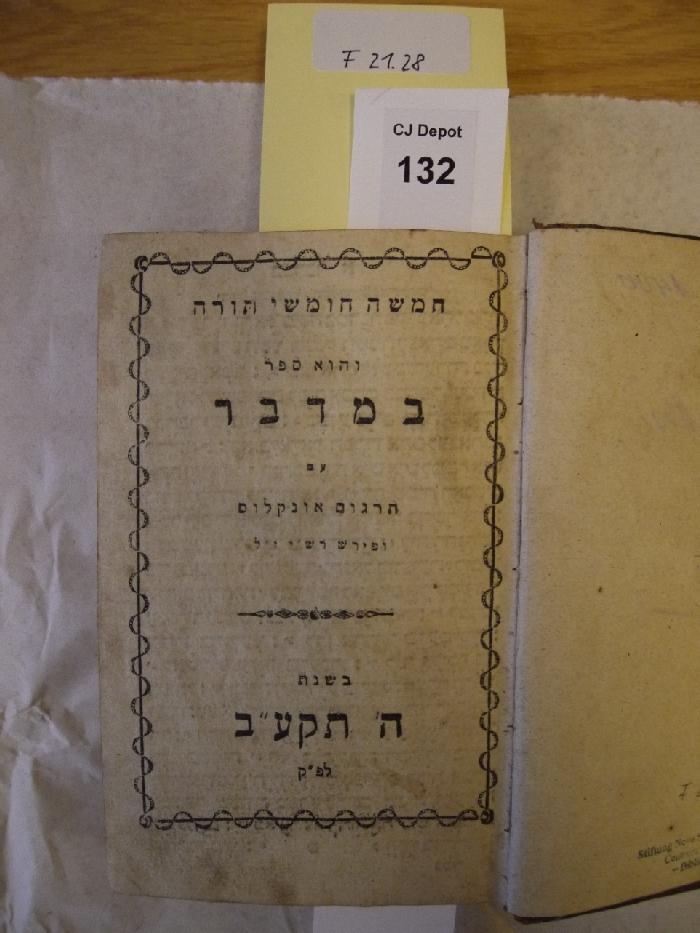 F 21.28
CJ Depot
132
חמשה חומשי תורה
והוא ספר
במדבר
עם
תרגום אונקלוס
ופירש רש"י ז"ל
בשנת
ה' תקע"ב
לפ"ק
Stiftung